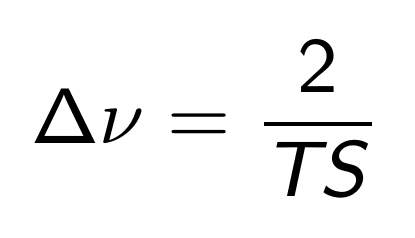 Δν = 2/TS